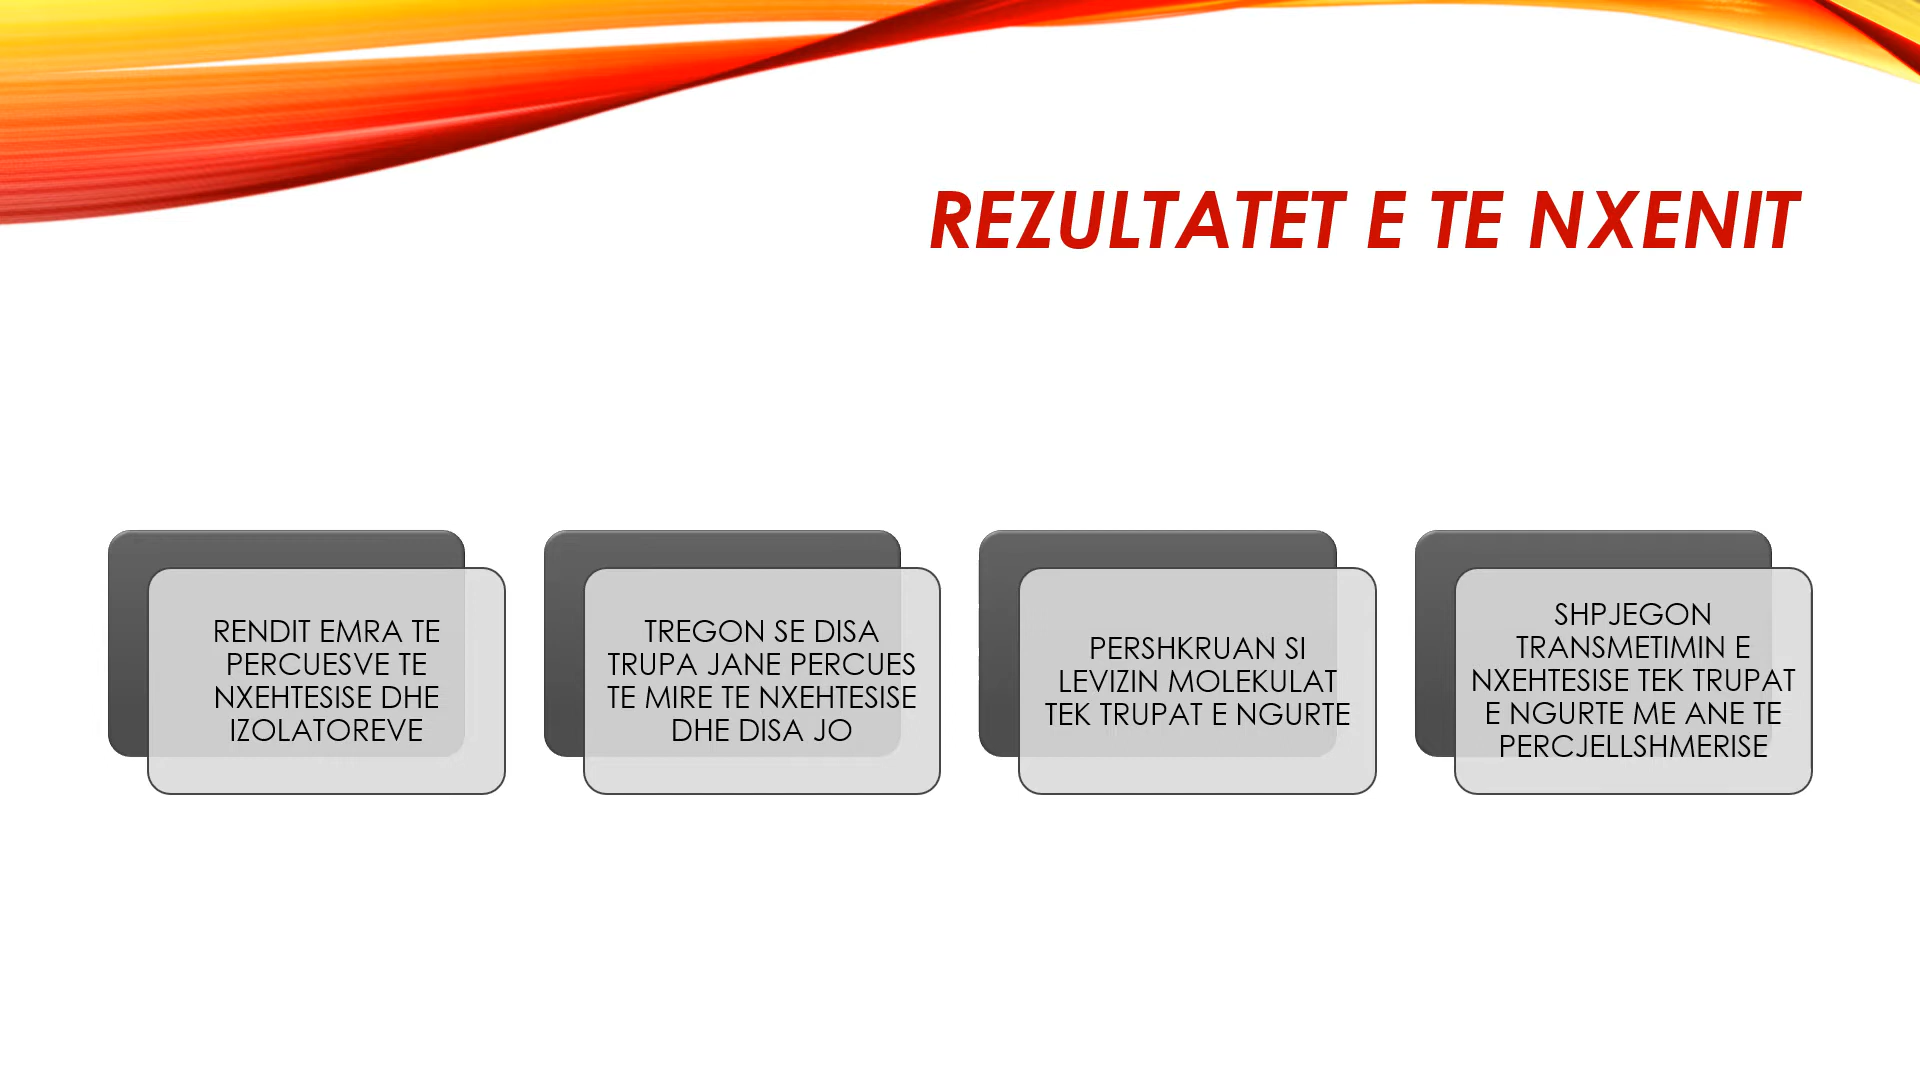 REZULTATET E TE NXENIT
RENDIT EMRA TE
PERCUESVE TE
NXEHTESISE DHE
IZOLATOREVE
TREGON SE DISA
TRUPA JANE PERCUES
TE MIRE TE NXEHTESISE
DHE DISA JO
PERSHKRUAN SI
LEVIZIN MOLEKULAT
TEK TRUPAT E NGURTE
SHPJEGON
TRANSMETIMIN E
NXEHTESISE TEK TRUPAT
E NGURTE ME ANE TE
PERCJELLSHMERISE